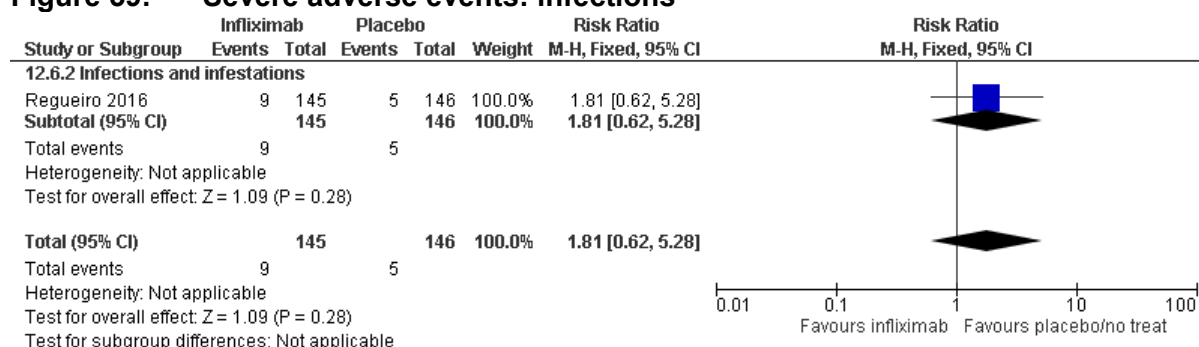 Figure 69: Severe adverse events: infections
Infliximab Placebo Risk Ratio Risk Ratio
Study or Subgroup Events Total Events Total Weight M-H, Fixed, 95% CI M-H, Fixed, 95% CI
12.6.2 Infections and infestations
Regueiro 2016 9 145 5 146 100.0% 1.81 [0.62, 5.28]
Subtotal (95% CI) 145 146 100.0% 1.81 [0.62, 5.28]
Total events 9 5
Heterogeneity: Not applicable
Test for overall effect: Z = 1.09 (P = 0.28)
Total (95% CI) 145 146 100.0% 1.81 [0.62, 5.28]
Total events 9 5
Heterogeneity: Not applicable
Test for overall effect: Z = 1.09 (P = 0.28)
Test for subgroup differences: Not applicable
0.01 0.1 1 10 100
Favours infliximab Favours placebo/no treat